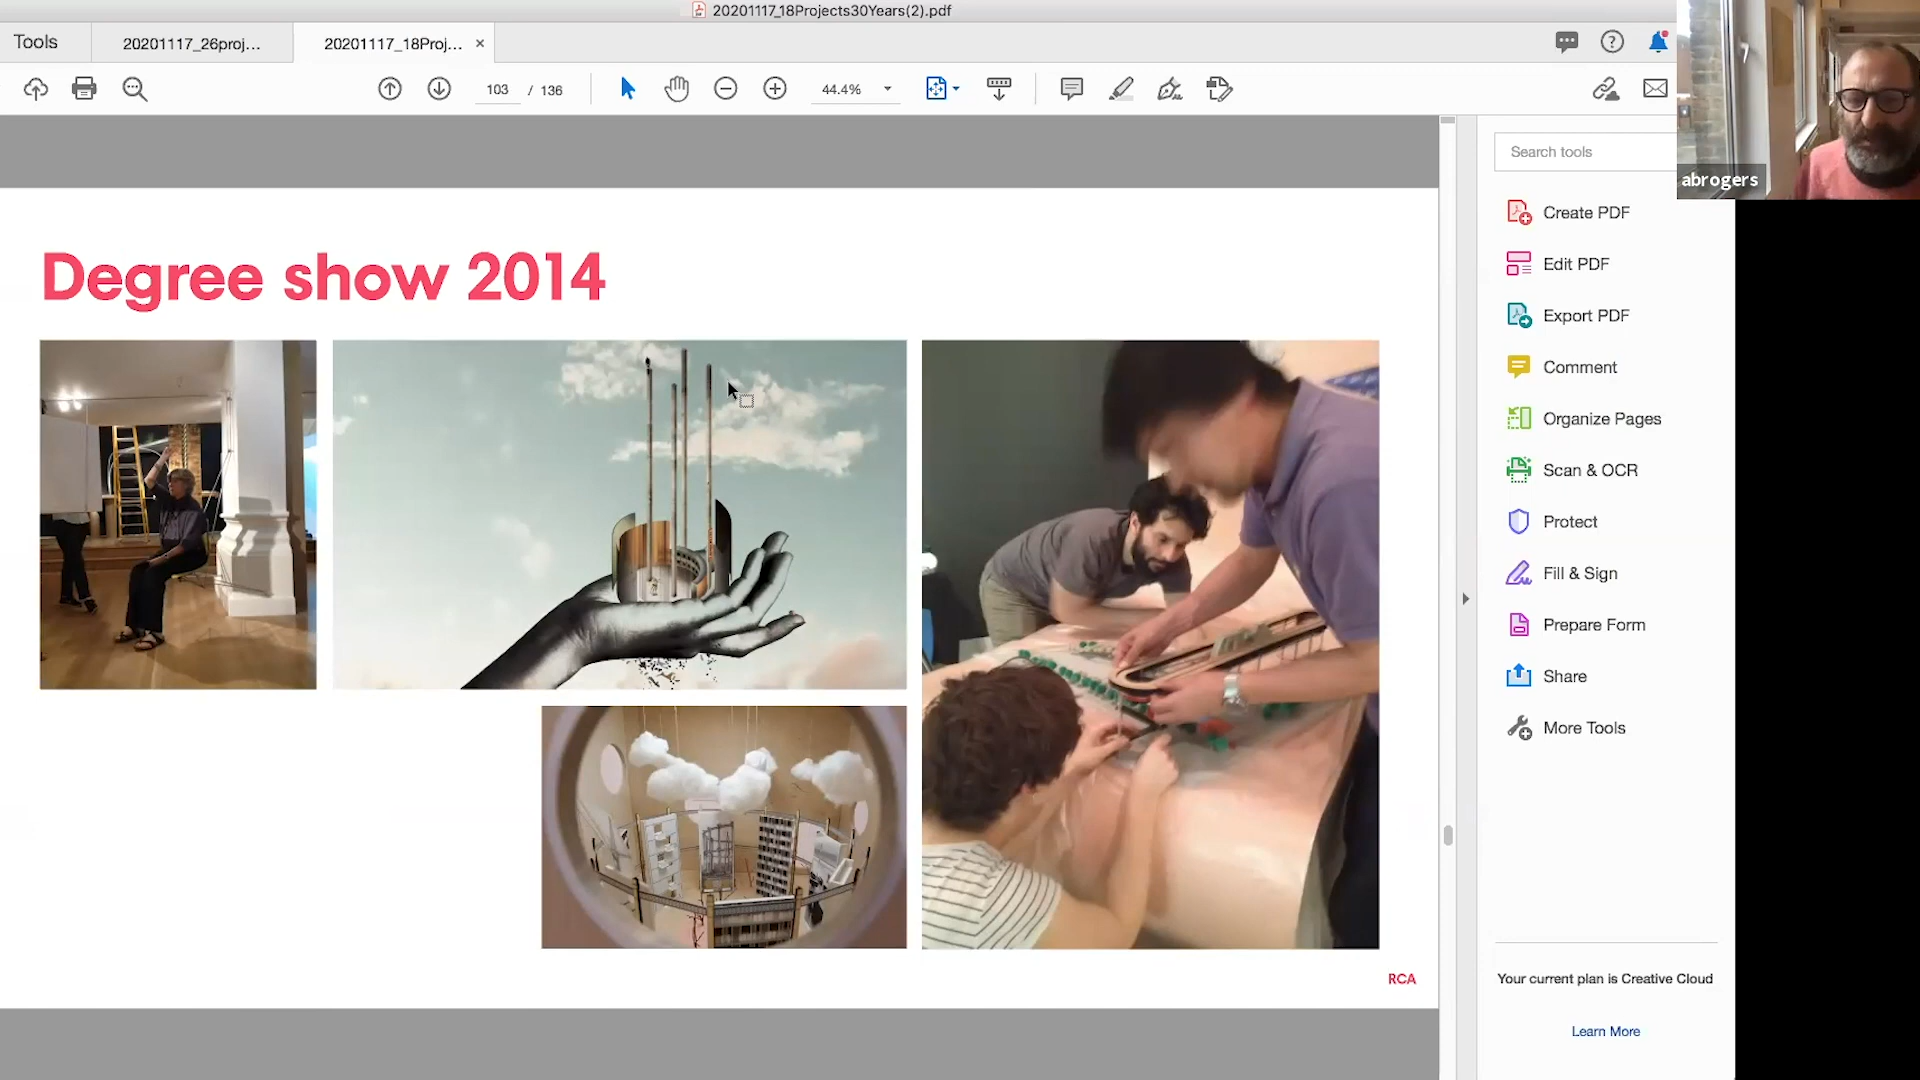 20201117_18Projects30Years(2).pdf
Tools
20201117_26proj...
20201117_18Proj...
103 / 136
44.4%
Search tools
abrogers
Create PDF
Edit PDF
Export PDF
Comment
Organize Pages
Scan & OCR
Protect
Fill & Sign
Prepare Form
Share
More Tools
Degree show 2014
RCA
Your current plan is Creative Cloud
Learn More